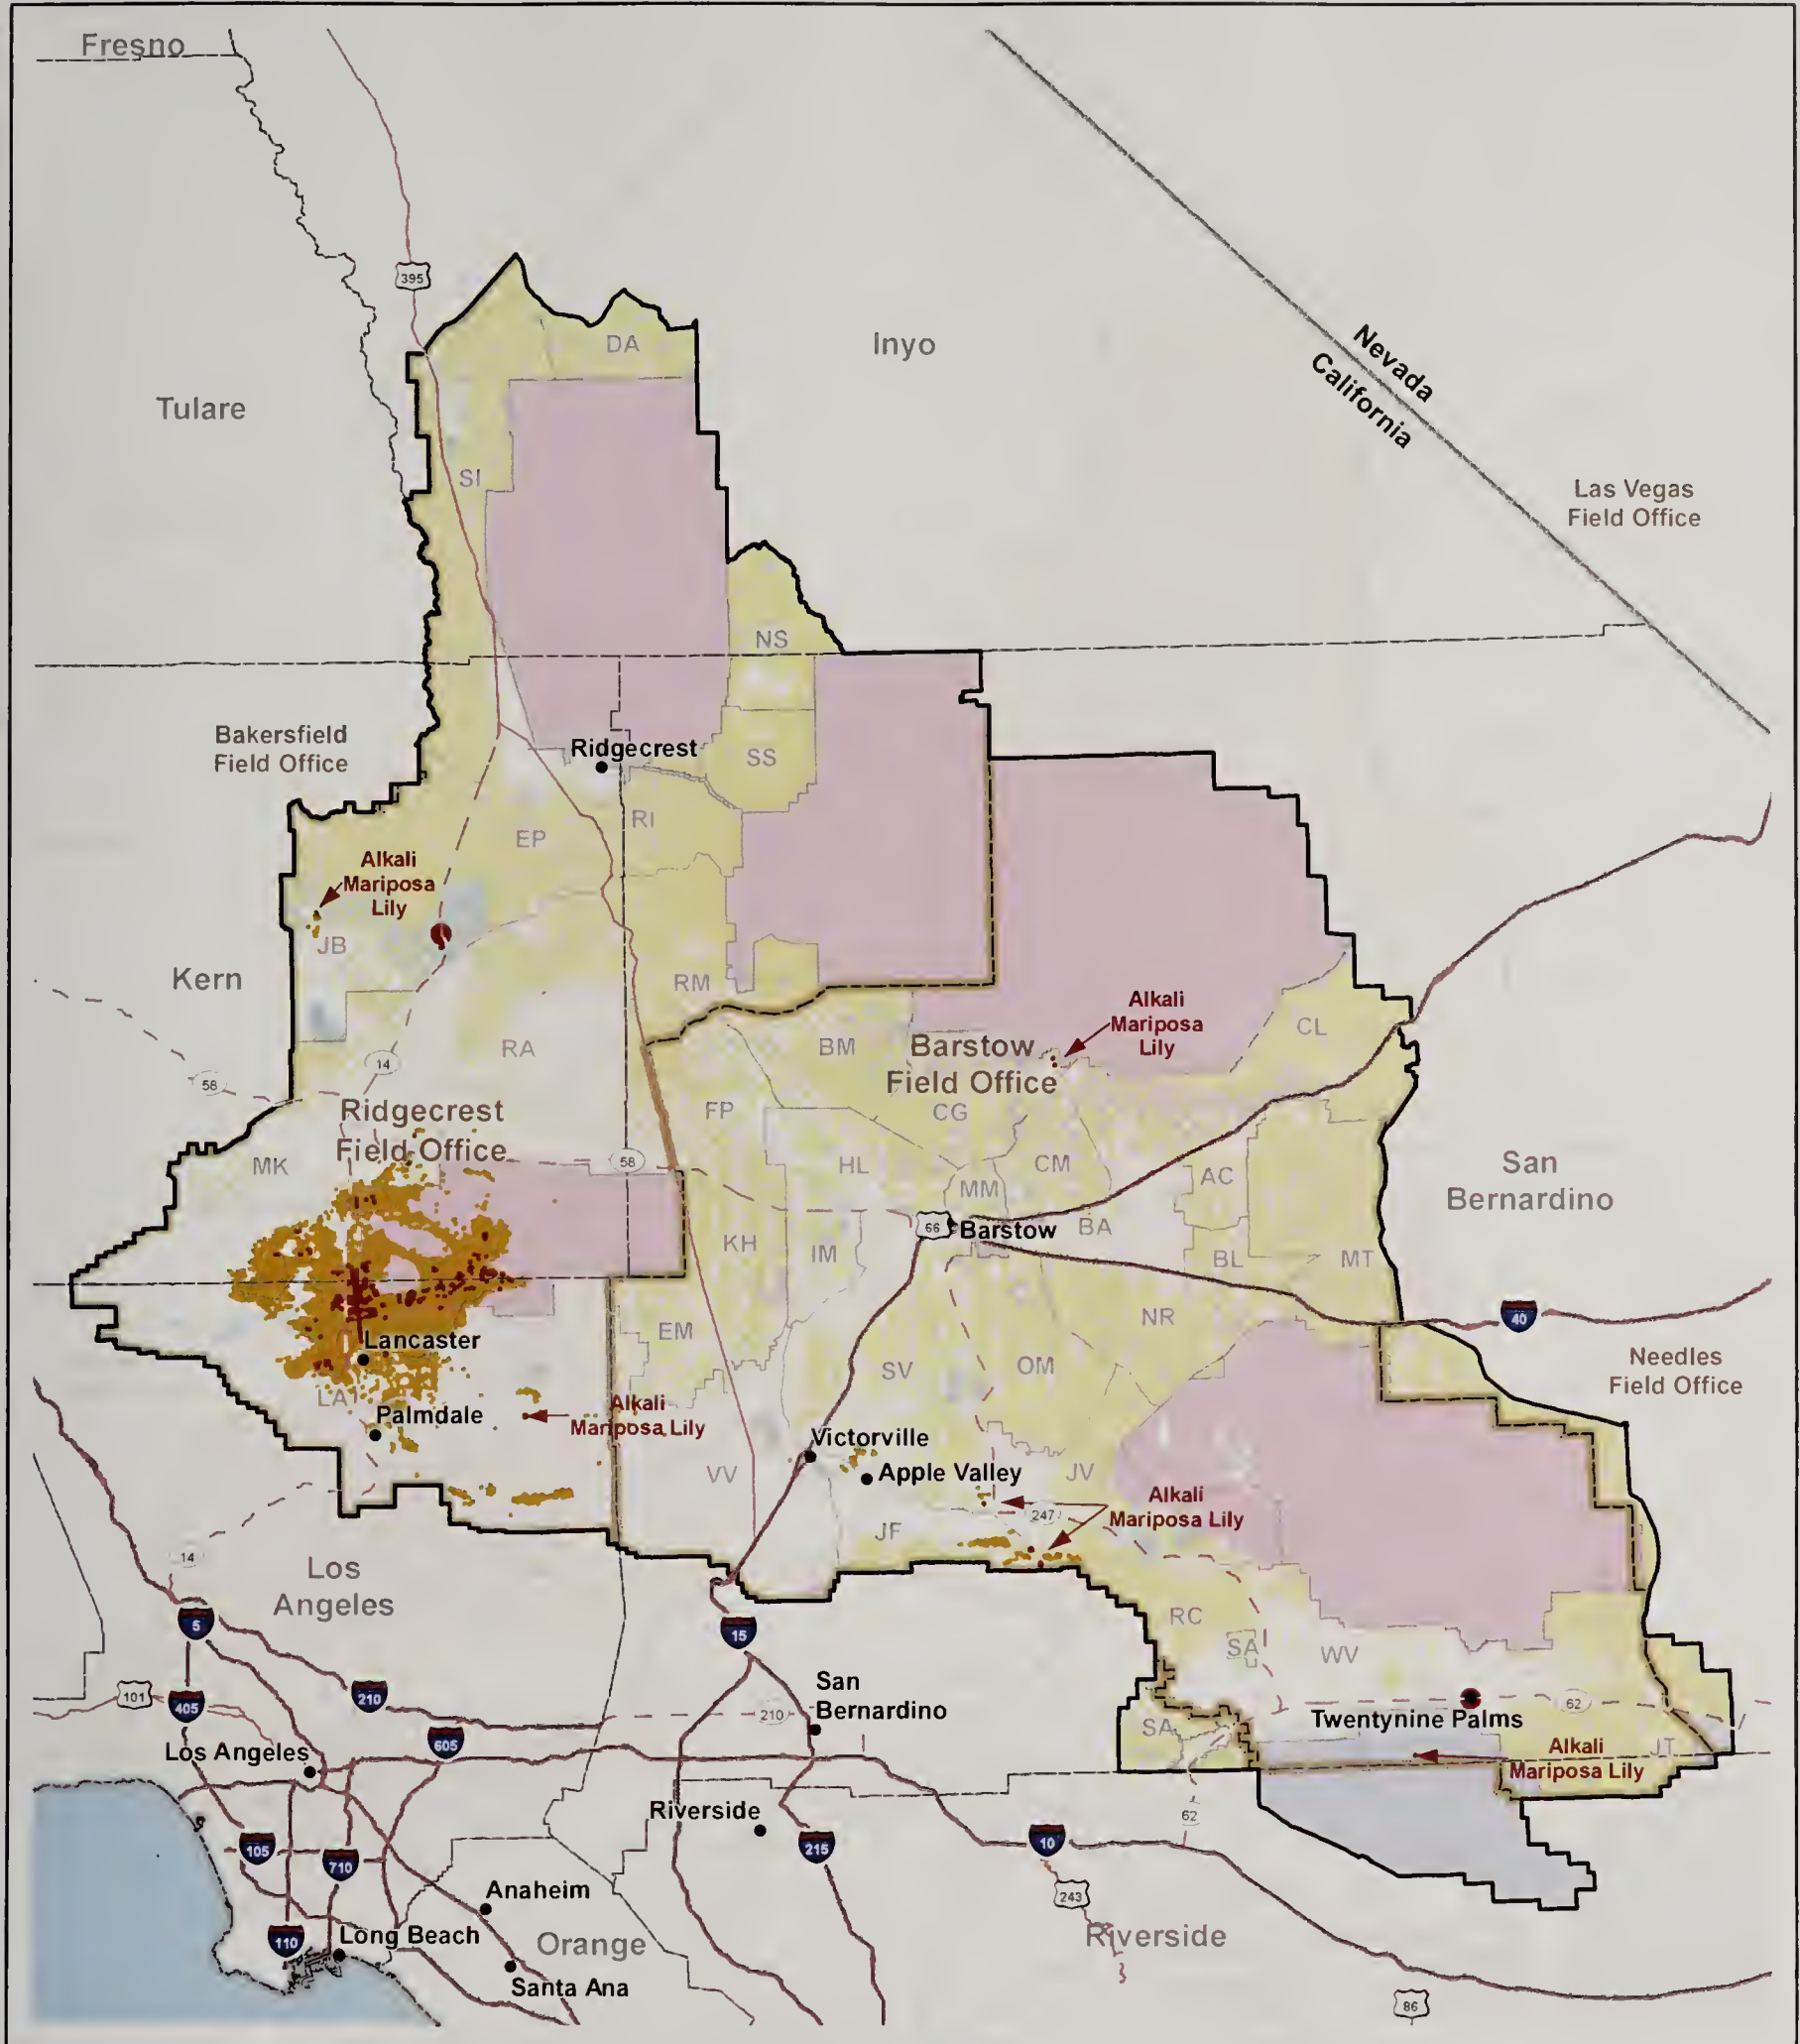 Fresno
395
Inyo
DA
Nevada
California
Tulare
SI
Las Vegas
Field Office
NS
Bakersfield
Field Office
Ridgecrest
SS
RI
EP
Alkali
Mariposa
Lily
JB
Kern
RM
Alkali
Mariposa
Lily
CL
BM
Barstow
Field Office
RA
14
58
FP
CG
Ridgecrest
Field Office
MK
58
HL
CM
MM
AC
San
Bernardino
66
Barstow
BA
KH
IM
BL
MT
NR
40
EM
Lancaster
SV
OM
Needles
Field Office
LA
Palmdale
Alkali
Mariposa Lily
Victorville
Apple Valley
VV
JV
Alkali
Mariposa Lily
247
JF
14
Los
Angeles
RC
5
15
SA
WV
San
Bernardino
101
405
210
210
62
Twentynine Palms
605
SA
Los Angeles
JT
Alkali
Mariposa Lily
Riverside
62
105
710
215
10
Anaheim
243
110
Long Beach
Orange
Riverside
Santa Ana
86